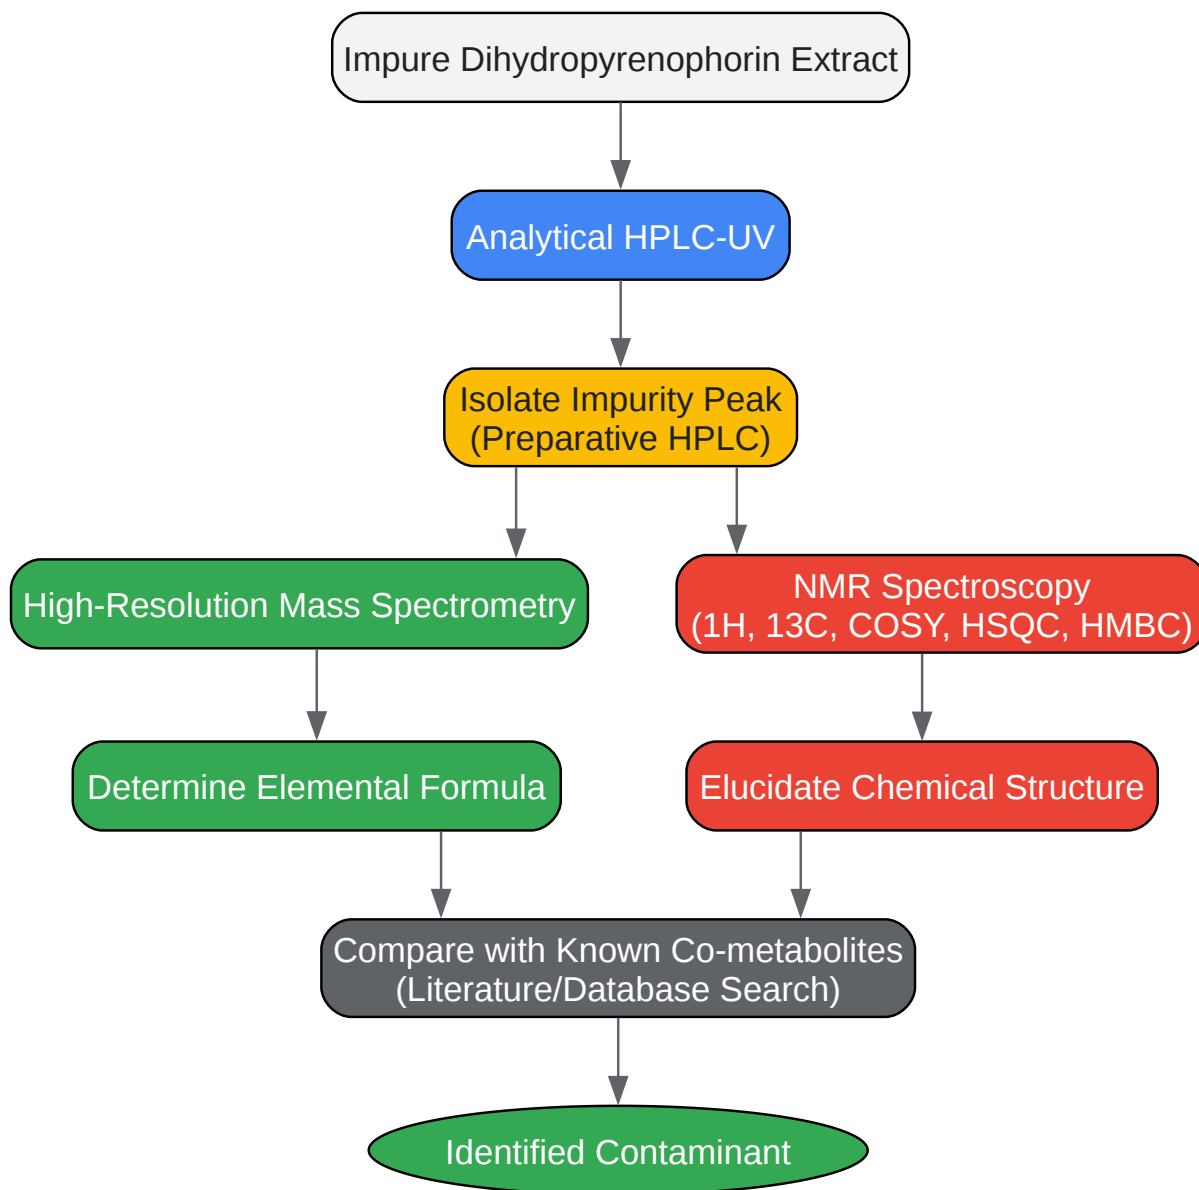 Impure Dihydropyrenophorin Extract
Analytical HPLC-UV
Isolate Impurity Peak
(Preparative HPLC)
High-Resolution Mass Spectrometry
NMR Spectroscopy
(1H, 13C, COSY, HSQC, HMBC)
Determine Elemental Formula
Elucidate Chemical Structure
Compare with Known Co-metabolites
(Literature/Database Search)
Identified Contaminant